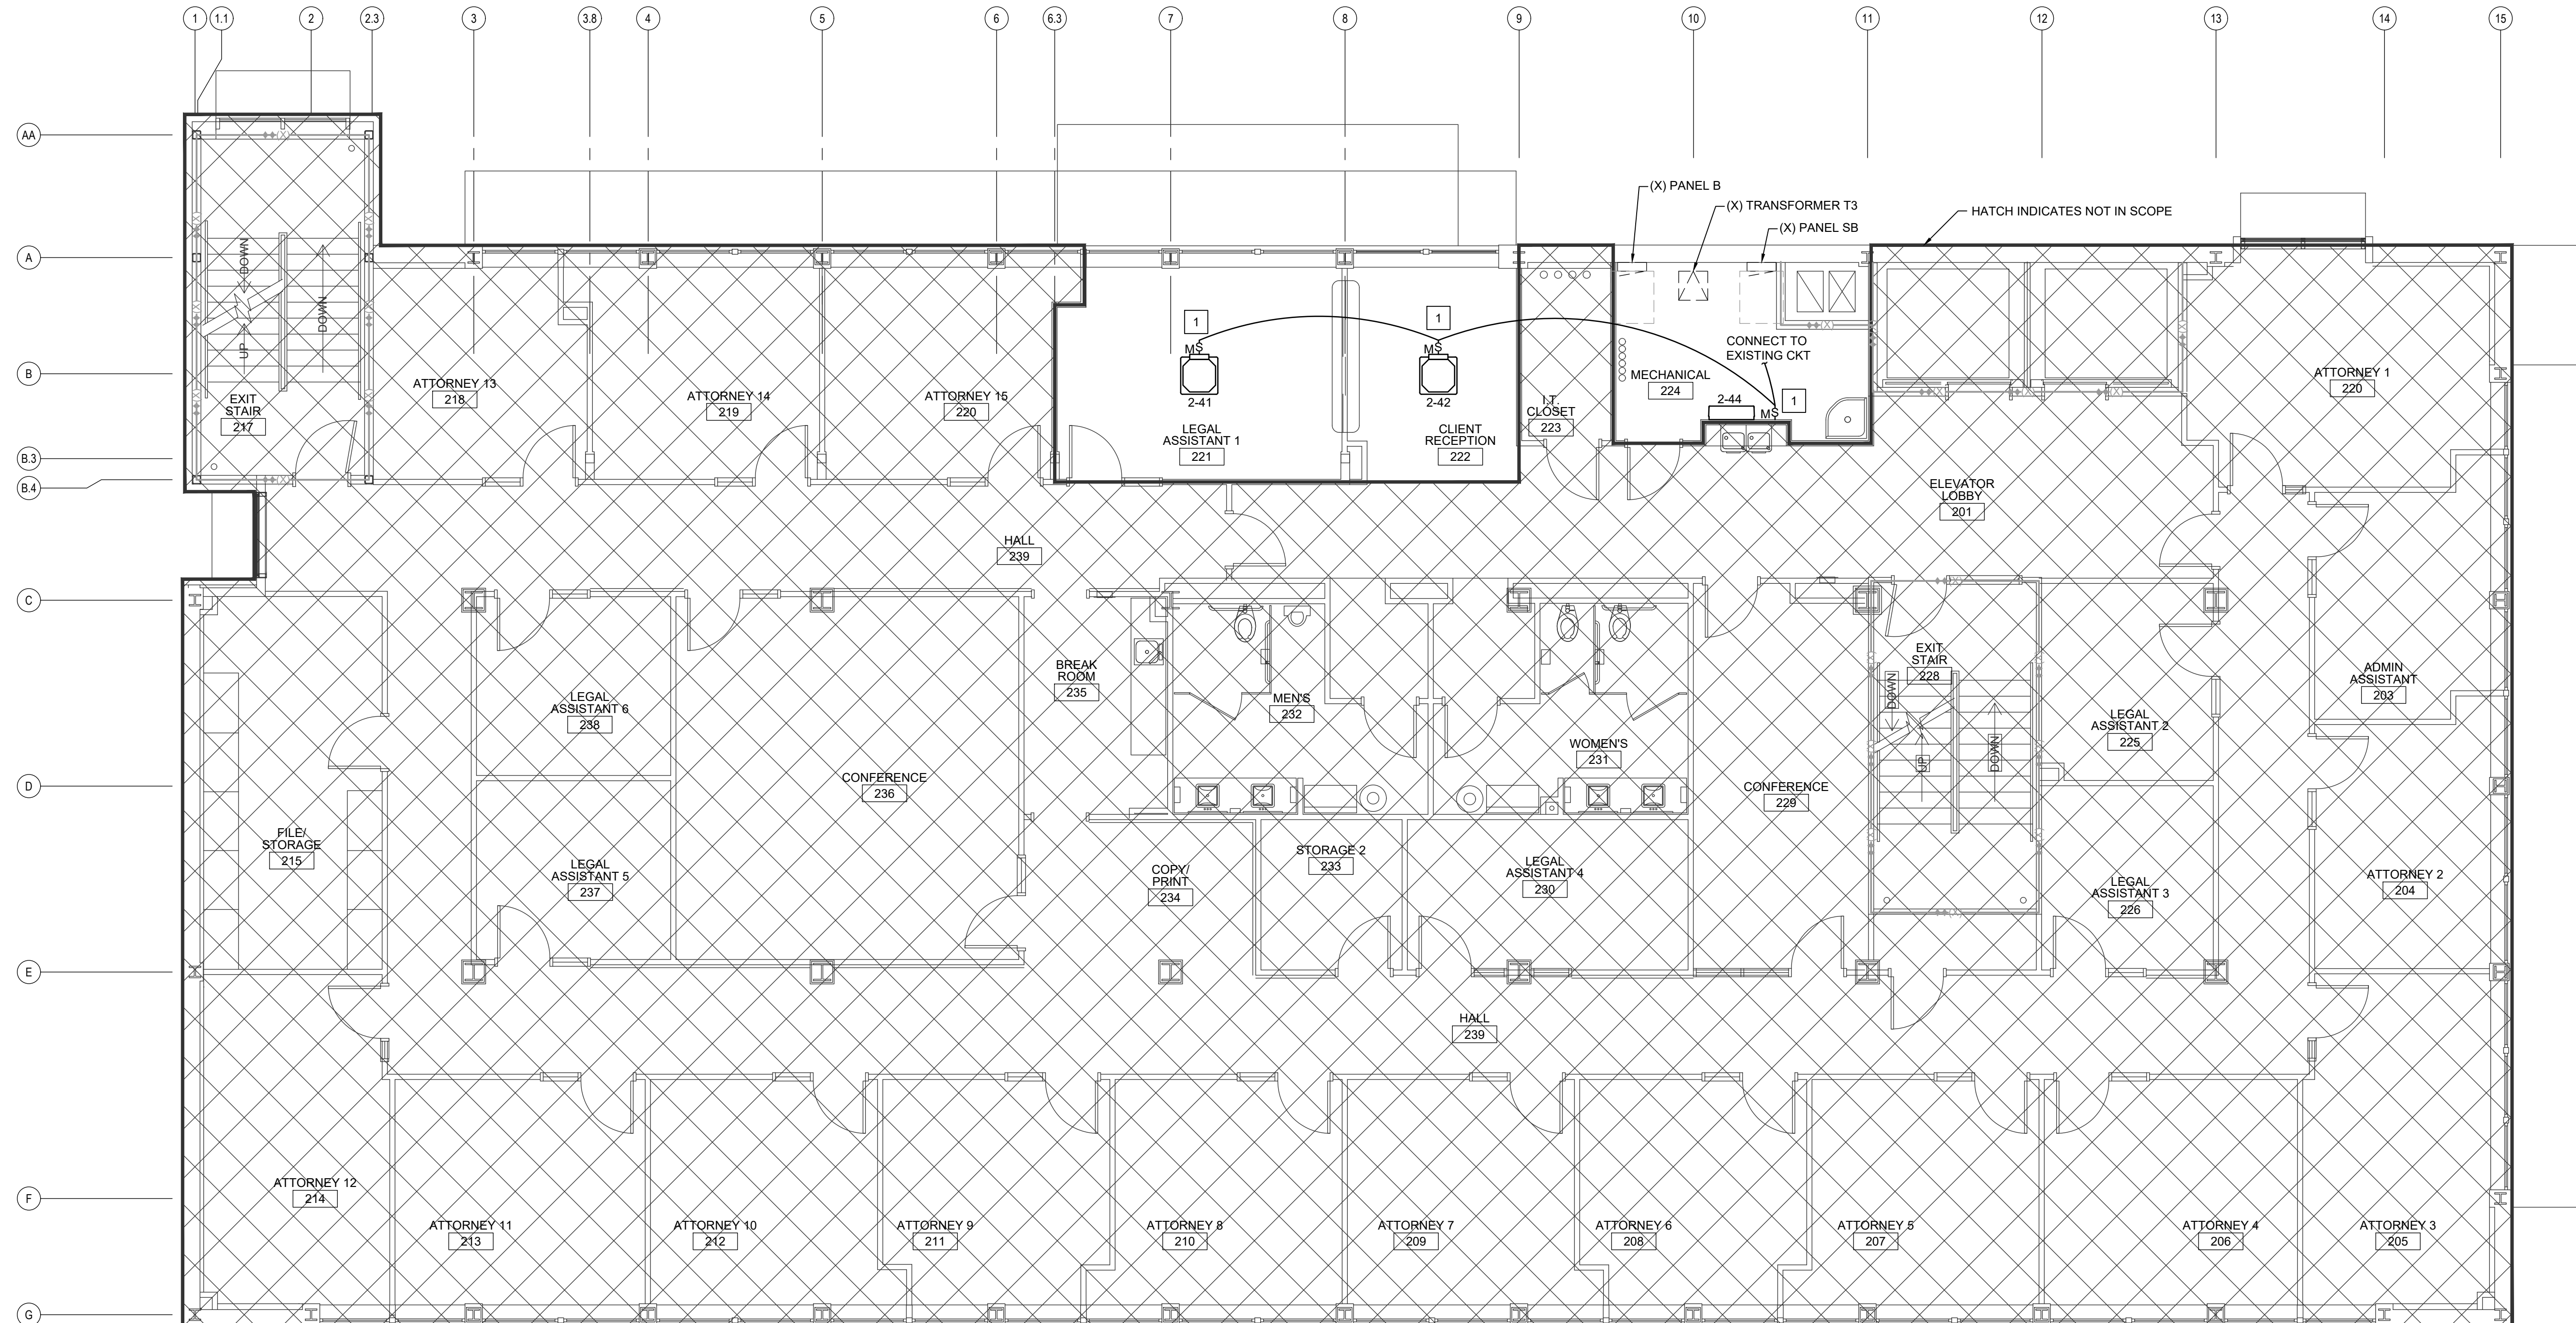 1
1.1
2
2.3
3
3.8
4
5
6
6.3
7
8
9
10
11
12
13
14
15
AA
A
B
B.3
B.4
C
D
E
F
G
(X) PANEL B
(X) TRANSFORMER T3
(X) PANEL SB
HATCH INDICATES NOT IN SCOPE
DOWN
UP
DOWN
EXIT
STAIR
217
ATTORNEY 13
218
ATTORNEY 14
219
ATTORNEY 15
220
1
MS
2-41
LEGAL
ASSISTANT 1
221
1
MS
2-42
CLIENT
RECEPTION
222
I.T.
CLOSET
223
CONNECT TO
EXISTING CKT
MECHANICAL
224
2-44
MS
1
ATTORNEY 1
220
ELEVATOR
LOBBY
201
HALL
239
LEGAL
ASSISTANT 6
238
BREAK
ROOM
235
MEN'S
232
WOMEN'S
231
EXIT
STAIR
228
DOWN
UP
DOWN
LEGAL
ASSISTANT 2
225
ADMIN
ASSISTANT
203
CONFERENCE
236
CONFERENCE
229
FILE/
STORAGE
215
LEGAL
ASSISTANT 5
237
COPY/
PRINT
234
STORAGE 2
233
LEGAL
ASSISTANT 4
230
LEGAL
ASSISTANT 3
226
ATTORNEY 2
204
HALL
239
ATTORNEY 12
214
ATTORNEY 11
213
ATTORNEY 10
212
ATTORNEY 9
211
ATTORNEY 8
210
ATTORNEY 7
209
ATTORNEY 6
208
ATTORNEY 5
207
ATTORNEY 4
206
ATTORNEY 3
205